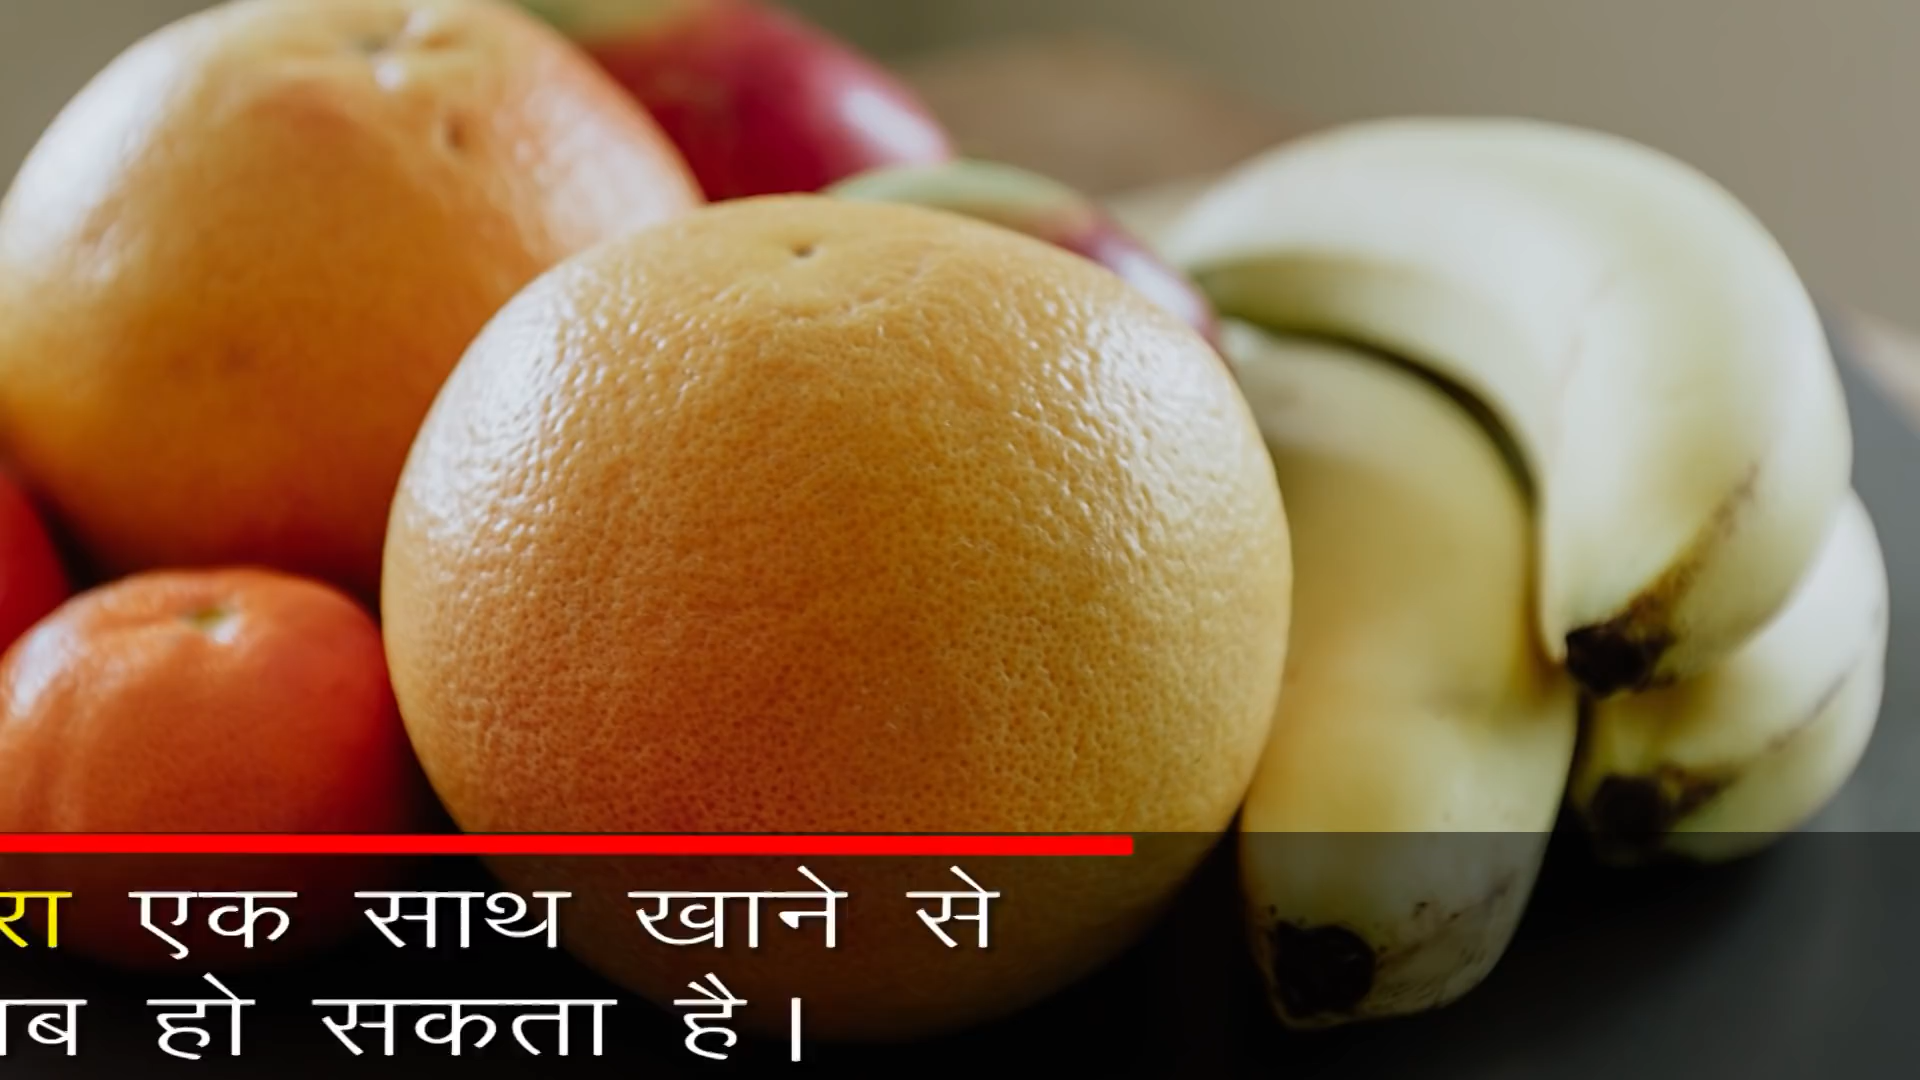 रा एक साथ खाने से
ब हो सकता है।